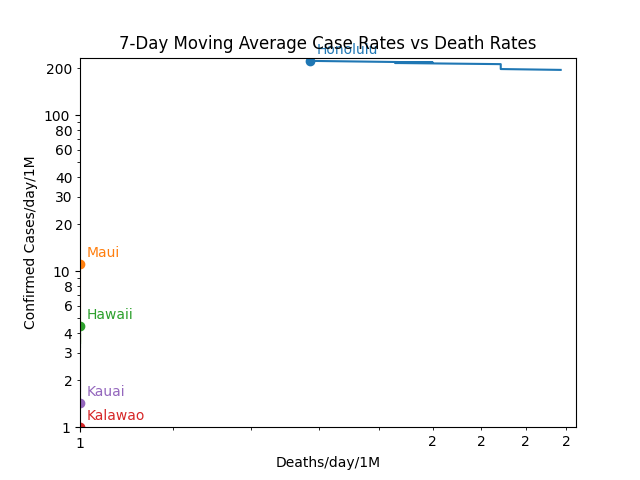 7-Day Moving Average Case Rates vs Death Rates
Honolulu
200
100
80
60
40
30
20
10
8
6
4
3
2
1
Confirmed Cases/day/1M
Maui
Hawaii
Kauai
Kalawao
1 2 2 2 2
Deaths/day/1M